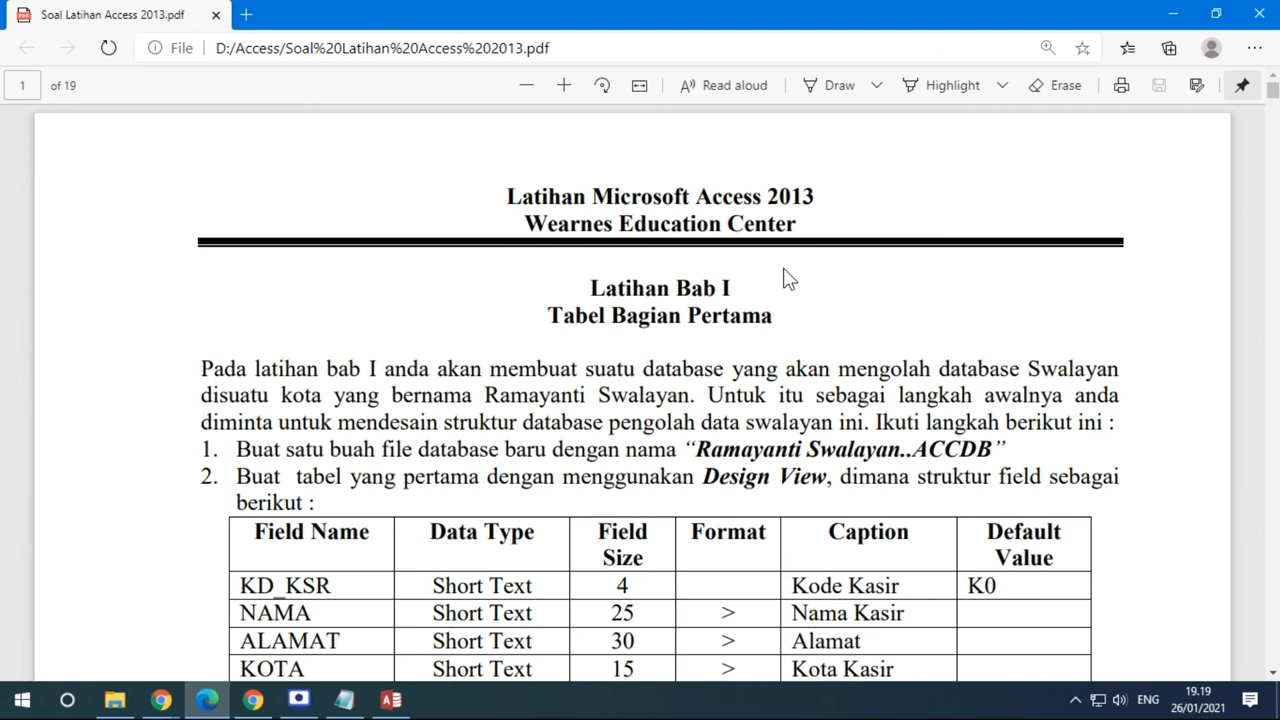 Soal Latihan Access 2013.pdf
File
D:/Access/Soal%20Latihan%20Access%202013.pdf
1 of 19
Read aloud
Draw
Highlight
Erase
Latihan Microsoft Access 2013
Wearnes Education Center
Latihan Bab I
Tabel Bagian Pertama
Pada latihan bab I anda akan membuat suatu database yang akan mengolah database Swalayan
disuatu kota yang bernama Ramayanti Swalayan. Untuk itu sebagai langkah awalnya anda
diminta untuk mendesain struktur database pengolah data swalayan ini. Ikuti langkah berikut ini :
1. Buat satu buah file database baru dengan nama “Ramayanti Swalayan..ACCDB”
2. Buat tabel yang pertama dengan menggunakan Design View, dimana struktur field sebagai
berikut :
Field Name Data Type Field Size Format Caption Default Value
KD_KSR Short Text 4 Kode Kasir K0
NAMA Short Text 25 > Nama Kasir
ALAMAT Short Text 30 > Alamat
KOTA Short Text 15 > Kota Kasir
ENG
19.19
26/01/2021